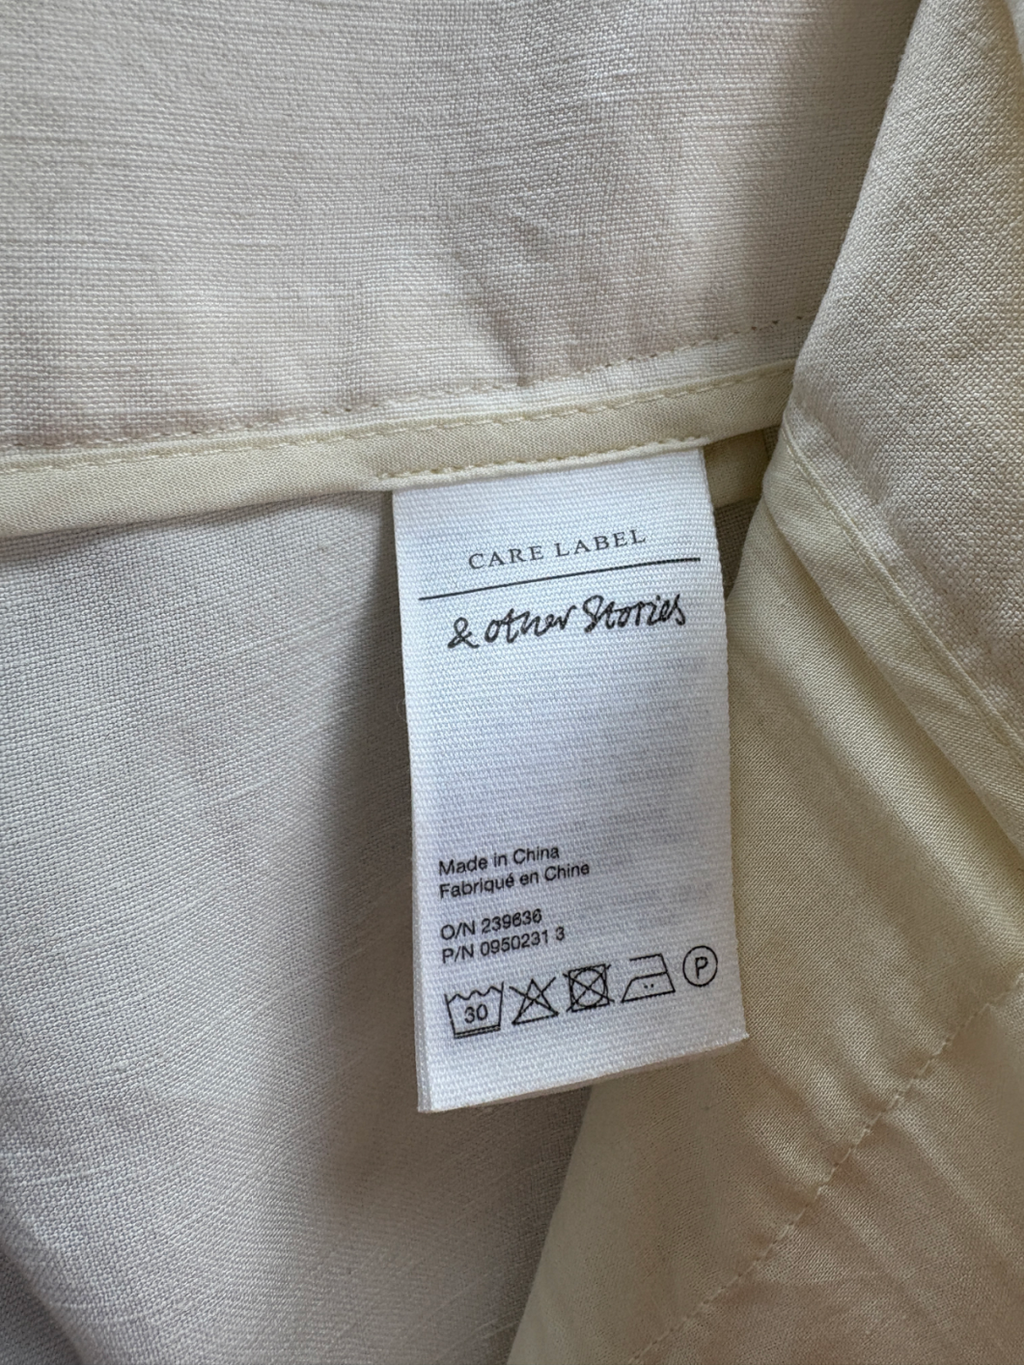 CARE LABEL
& other Stories
Made in China
Fabriqué en Chine
O/N 239636
P/N 0950231 3
30 P